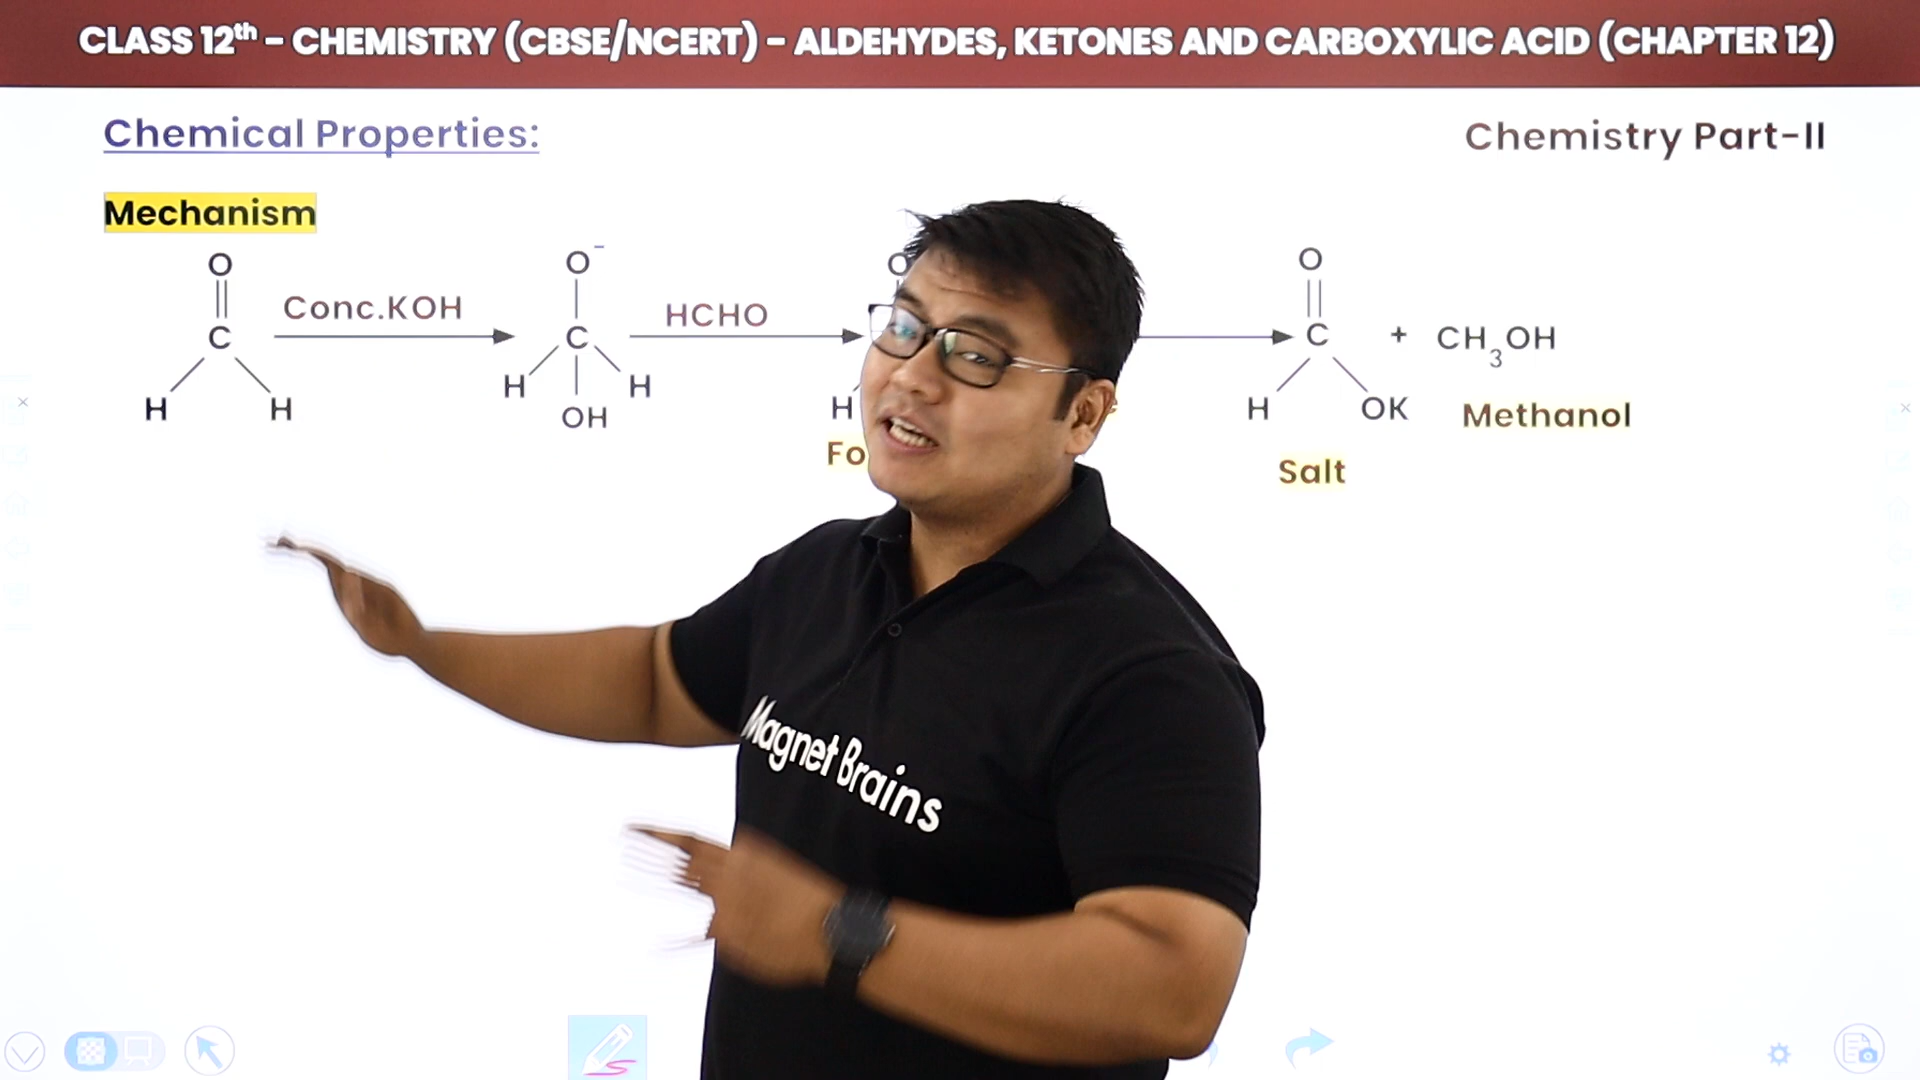 CLASS 12th – CHEMISTRY (CBSE/NCERT) – ALDEHYDES, KETONES AND CARBOXYLIC ACID (CHAPTER 12)
Chemical Properties:
Chemistry Part-II
Mechanism
O
O⁻
O
O
Conc.KOH
HCHO
C
C
C
+ CH₃OH
H
H
H
H
OH
H
H
OK
Methanol
Fo
Salt
Magnet Brains